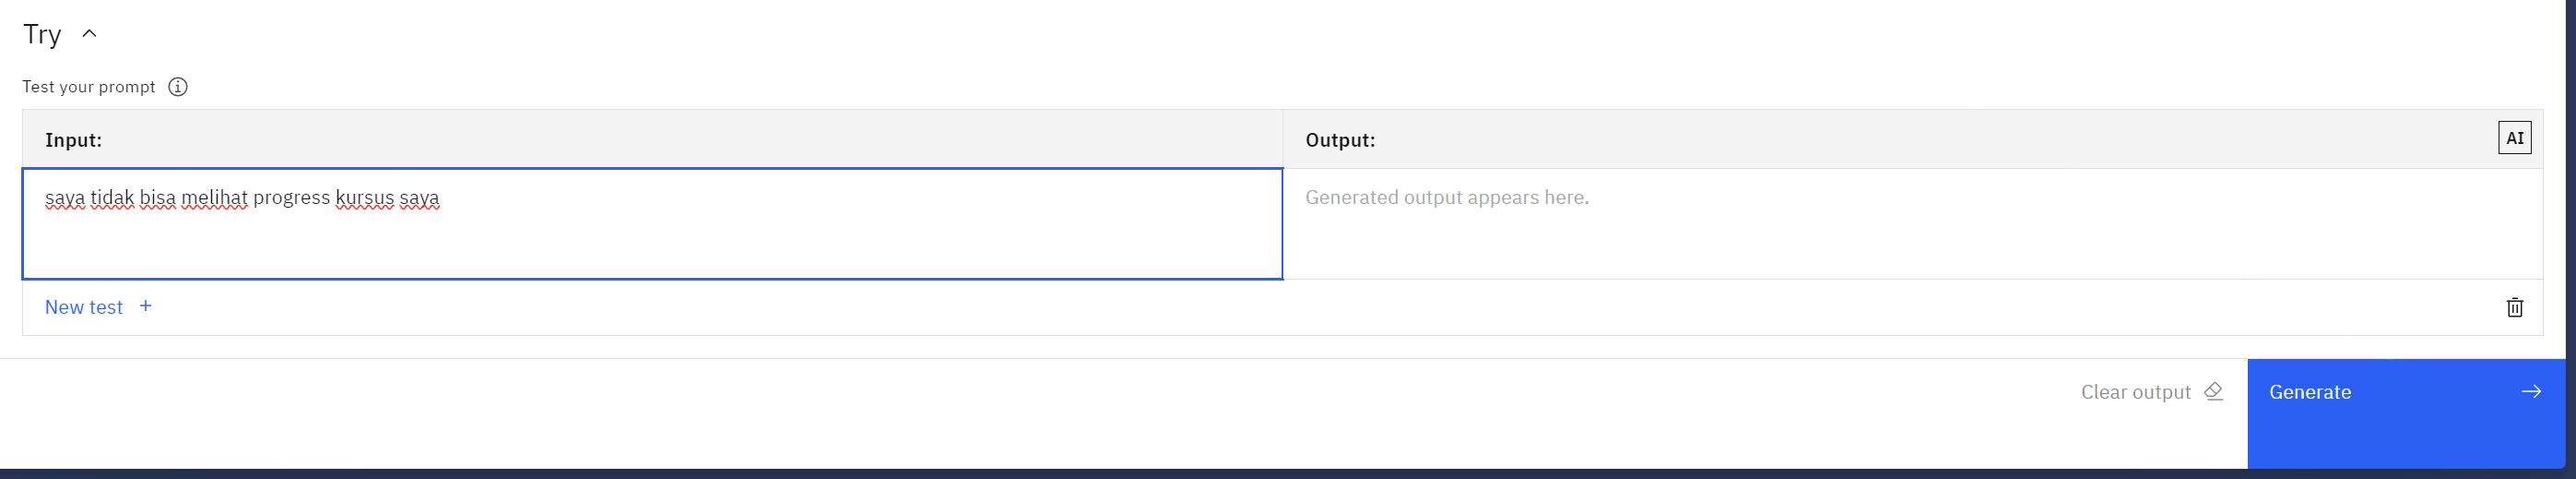 Try
Test your prompt
Input:
Output:
AI
saya tidak bisa melihat progress kursus saya
Generated output appears here.
New test +
Clear output
Generate